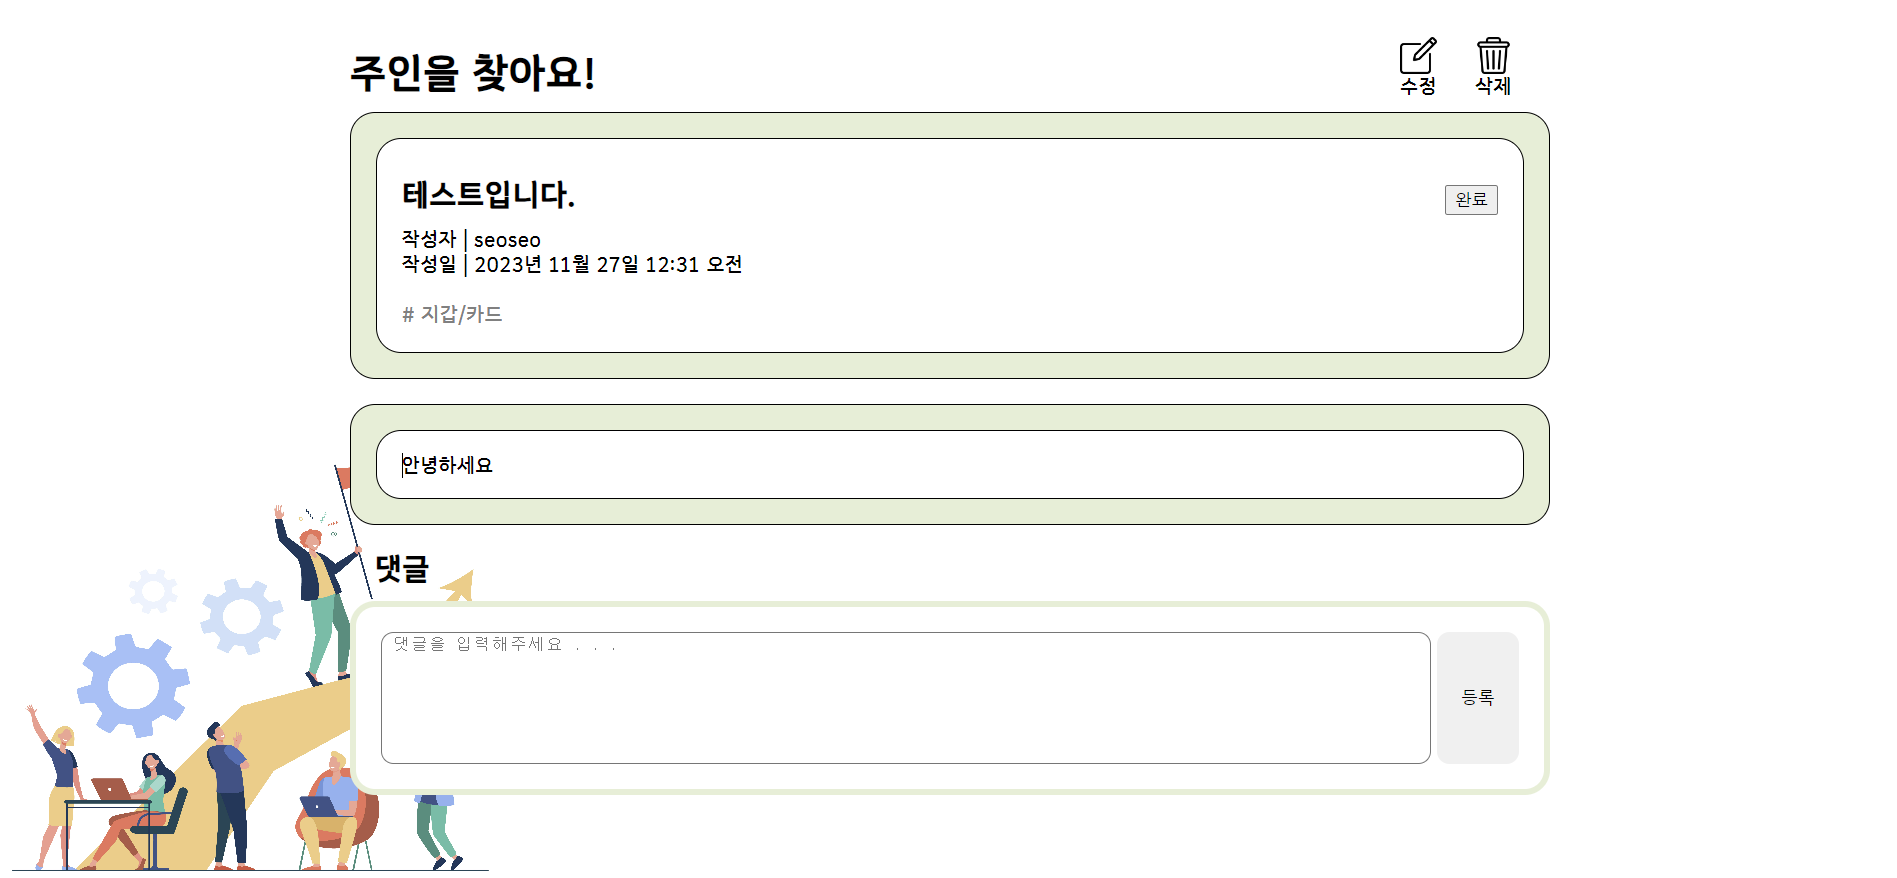 주인을 찾아요!
수정
삭제
테스트입니다.
완료
작성자 | seoseo
작성일 | 2023년 11월 27일 12:31 오전
# 지갑/카드
안녕하세요
댓글
댓글을 입력해주세요 . . .
등록